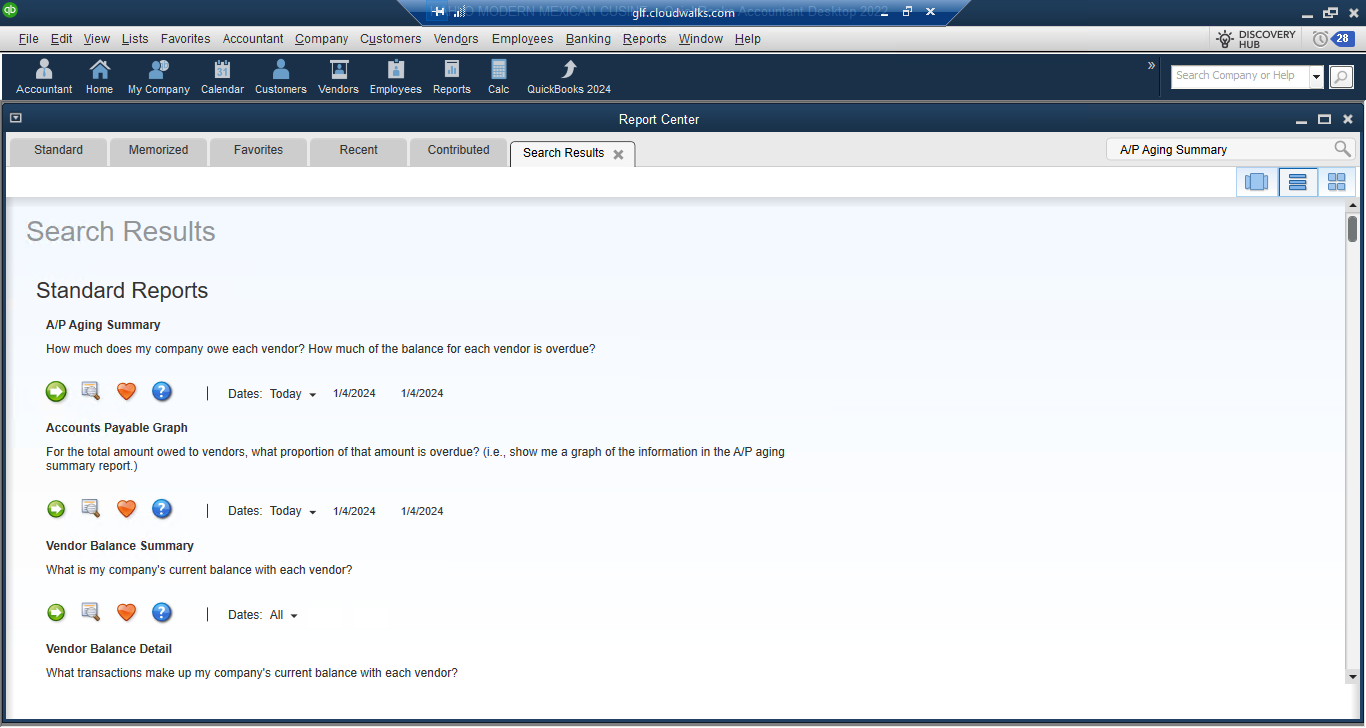 glf.cloudwalks.com
MODERN MEXICAN
Accountant Desktop 2022
File Edit View Lists Favorites Accountant Company Customers Vendors Employees Banking Reports Window Help
DISCOVERY
HUB
28
31
Accountant Home My Company Calendar Customers Vendors Employees Reports Calc QuickBooks 2024
» Search Company or Help
Report Center
Standard Memorized Favorites Recent Contributed Search Results
A/P Aging Summary
Search Results
Standard Reports
A/P Aging Summary
How much does my company owe each vendor? How much of the balance for each vendor is overdue?
? | Dates: Today 1/4/2024 1/4/2024
Accounts Payable Graph
For the total amount owed to vendors, what proportion of that amount is overdue? (i.e., show me a graph of the information in the A/P aging
summary report.)
? | Dates: Today 1/4/2024 1/4/2024
Vendor Balance Summary
What is my company's current balance with each vendor?
? | Dates: All
Vendor Balance Detail
What transactions make up my company's current balance with each vendor?